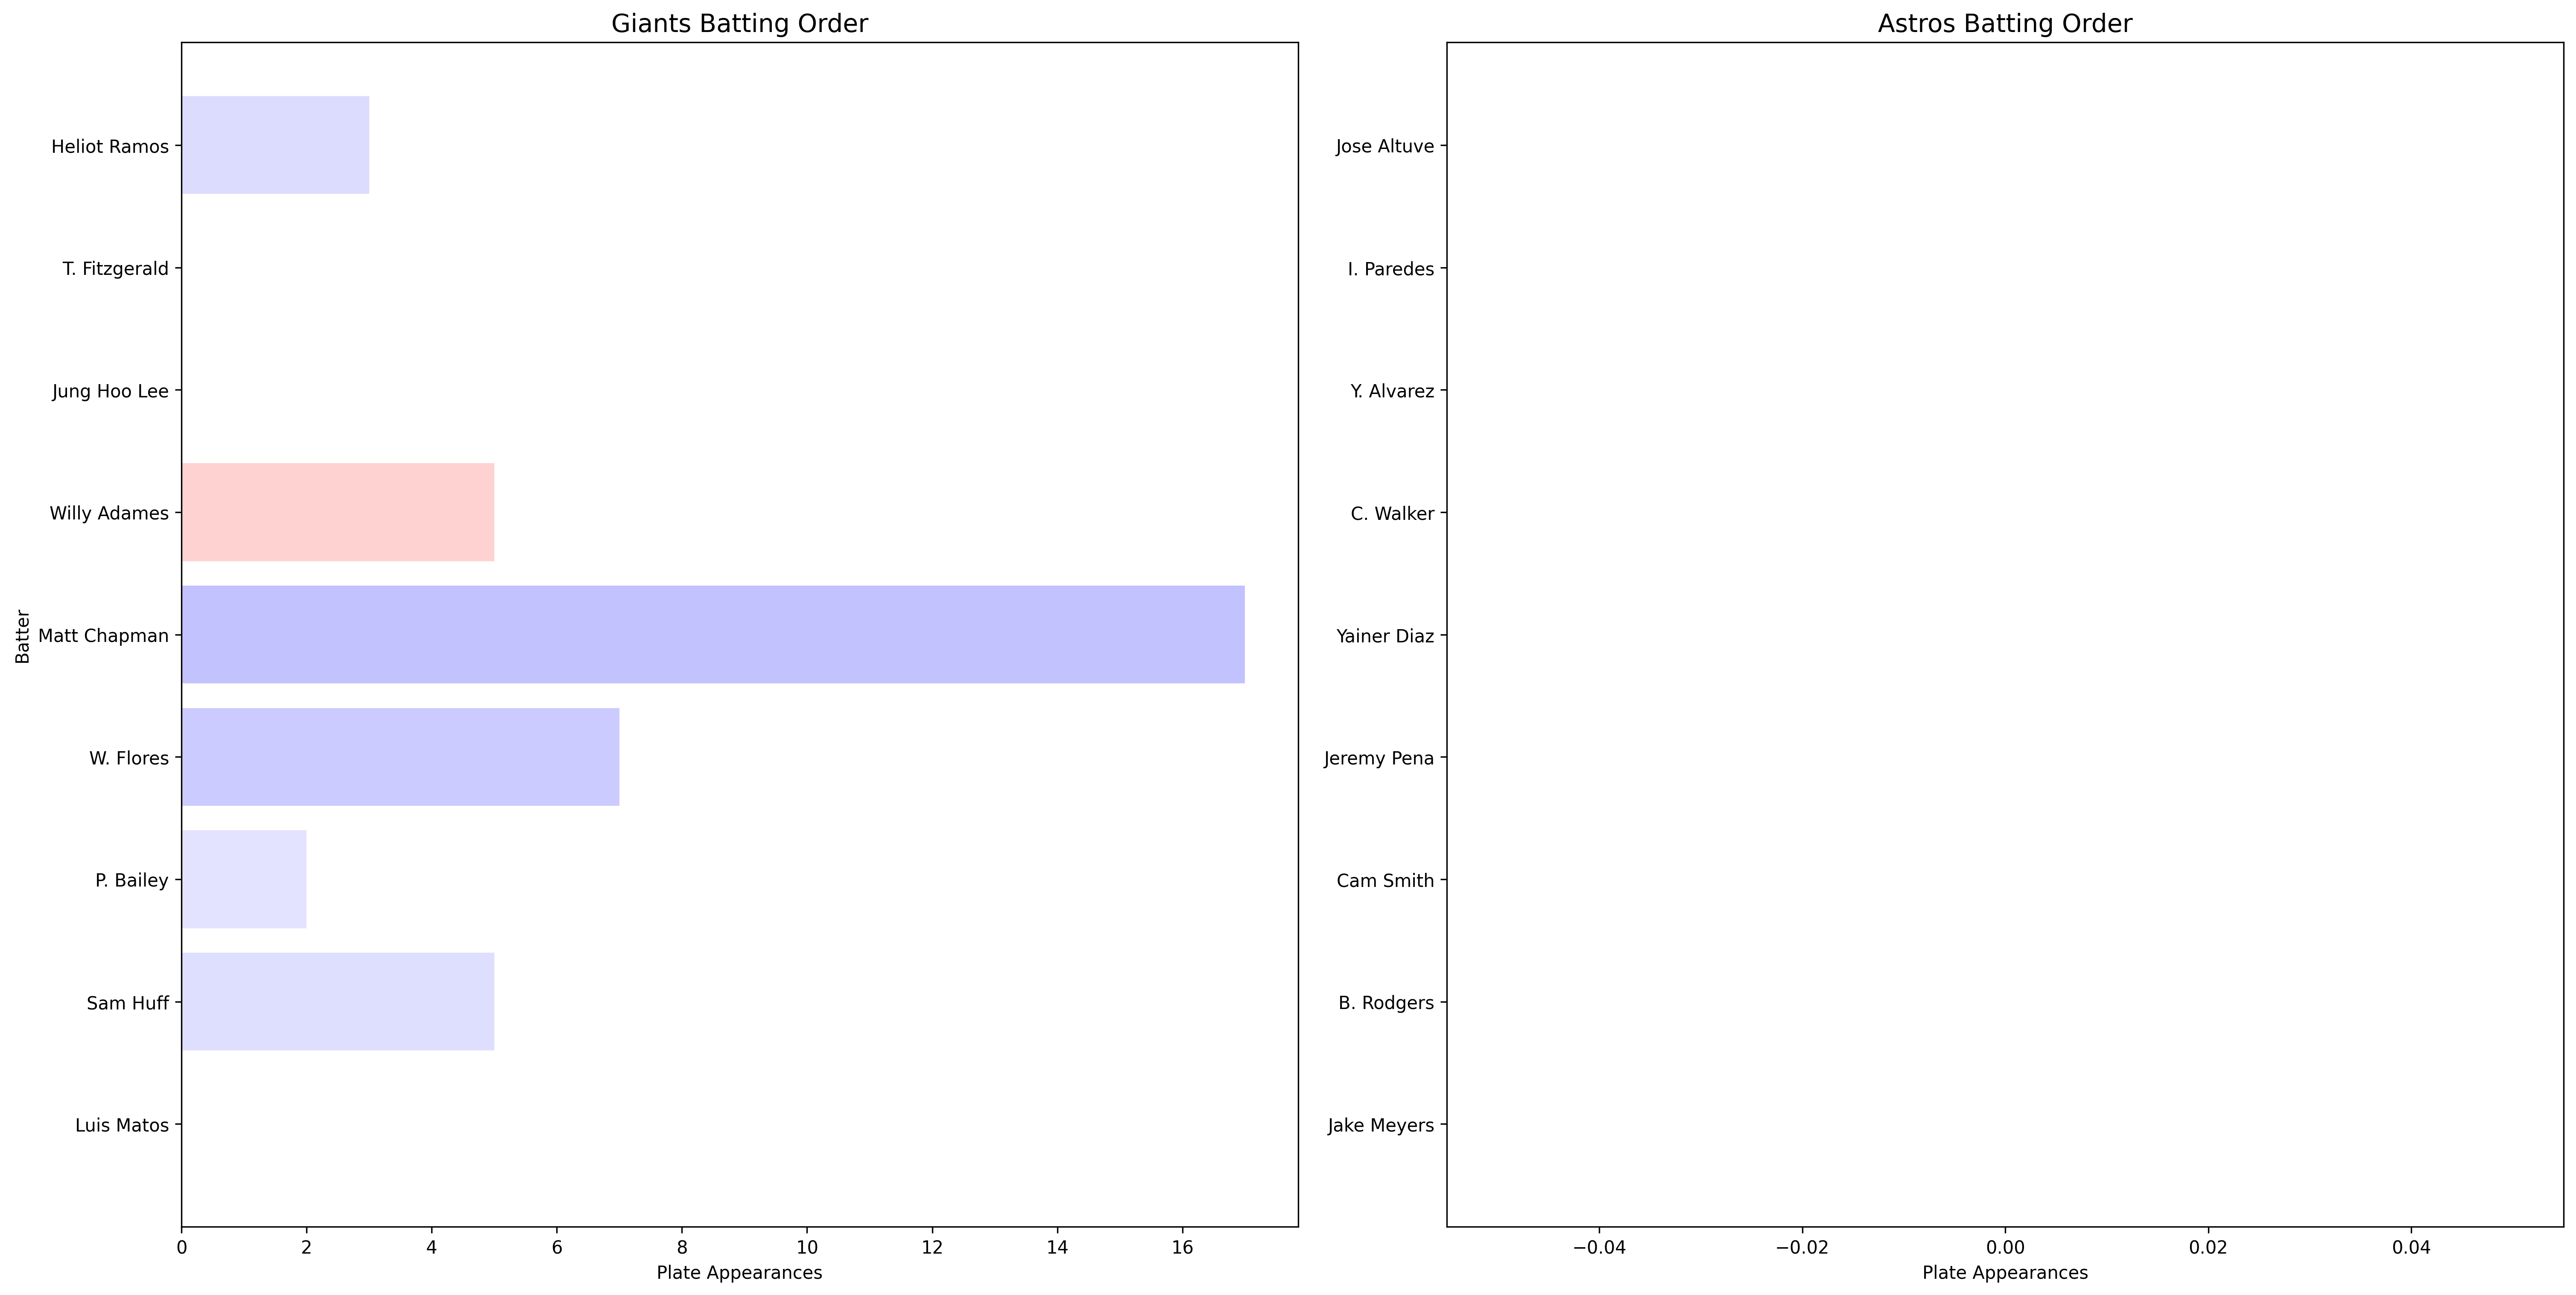 Giants Batting Order
Batter
Heliot Ramos
T. Fitzgerald
Jung Hoo Lee
Willy Adames
Matt Chapman
W. Flores
P. Bailey
Sam Huff
Luis Matos
0 2 4 6 8 10 12 14 16
Plate Appearances
Astros Batting Order
Jose Altuve
I. Paredes
Y. Alvarez
C. Walker
Yainer Diaz
Jeremy Pena
Cam Smith
B. Rodgers
Jake Meyers
−0.04 −0.02 0.00 0.02 0.04
Plate Appearances